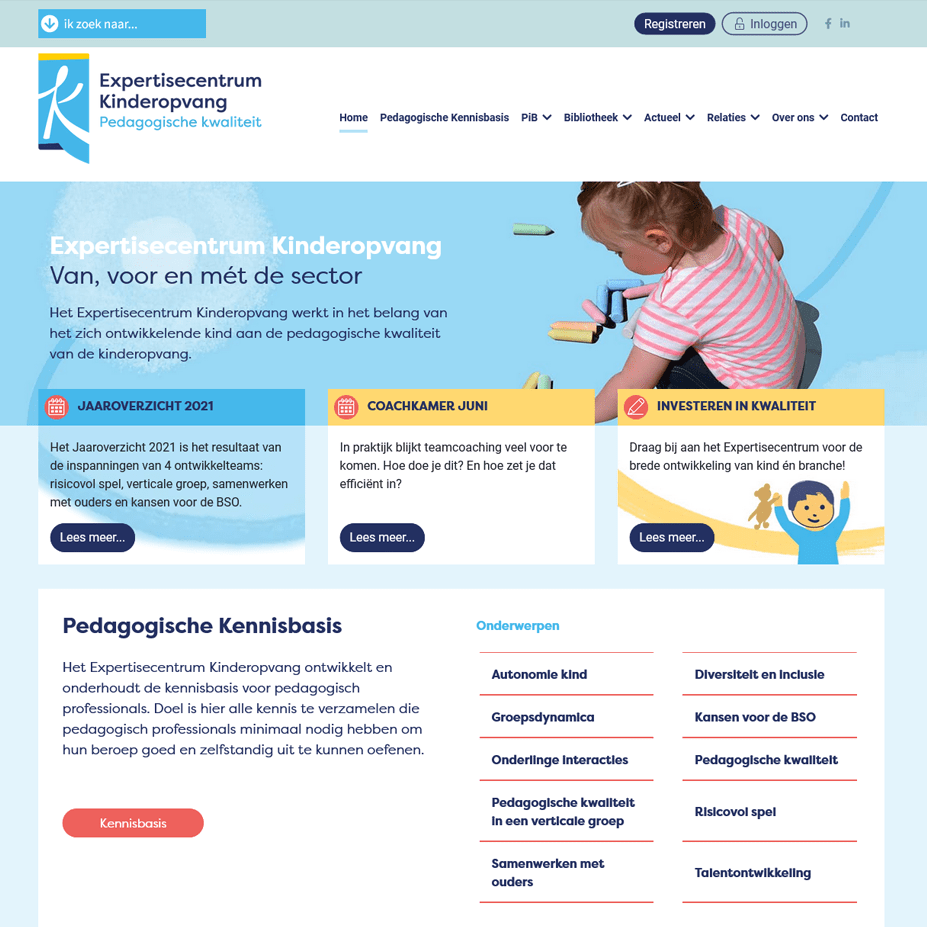 ik zoek naar...
Registreren
Inloggen
Expertisecentrum
Kinderopvang
Pedagogische kwaliteit
Home
Pedagogische Kennisbasis
PiB
Bibliotheek
Actueel
Relaties
Over ons
Contact
Expertisecentrum Kinderopvang
Van, voor en mét de sector
Het Expertisecentrum Kinderopvang werkt in het belang van
het zich ontwikkelende kind aan de pedagogische kwaliteit
van de kinderopvang.
JAAROVERZICHT 2021
Het Jaaroverzicht 2021 is het resultaat van
de inspanningen van 4 ontwikkelteams:
risicovol spel, verticale groep, samenwerken
met ouders en kansen voor de BSO.
Lees meer...
COACHKAMER JUNI
In praktijk blijkt teamcoaching veel voor te
komen. Hoe doe je dit? En hoe zet je dat
efficiënt in?
Lees meer...
INVESTEREN IN KWALITEIT
Draag bij aan het Expertisecentrum voor de
brede ontwikkeling van kind én branche!
Lees meer...
Pedagogische Kennisbasis
Het Expertisecentrum Kinderopvang ontwikkelt en
onderhoudt de kennisbasis voor pedagogisch
professionals. Doel is hier alle kennis te verzamelen die
pedagogisch professionals minimaal nodig hebben om
hun beroep goed en zelfstandig uit te kunnen oefenen.
Kennisbasis
Onderwerpen
Autonomie kind
Diversiteit en inclusie
Groepsdynamica
Kansen voor de BSO
Onderlinge interacties
Pedagogische kwaliteit
Pedagogische kwaliteit
in een verticale groep
Risicovol spel
Samenwerken met
ouders
Talentontwikkeling